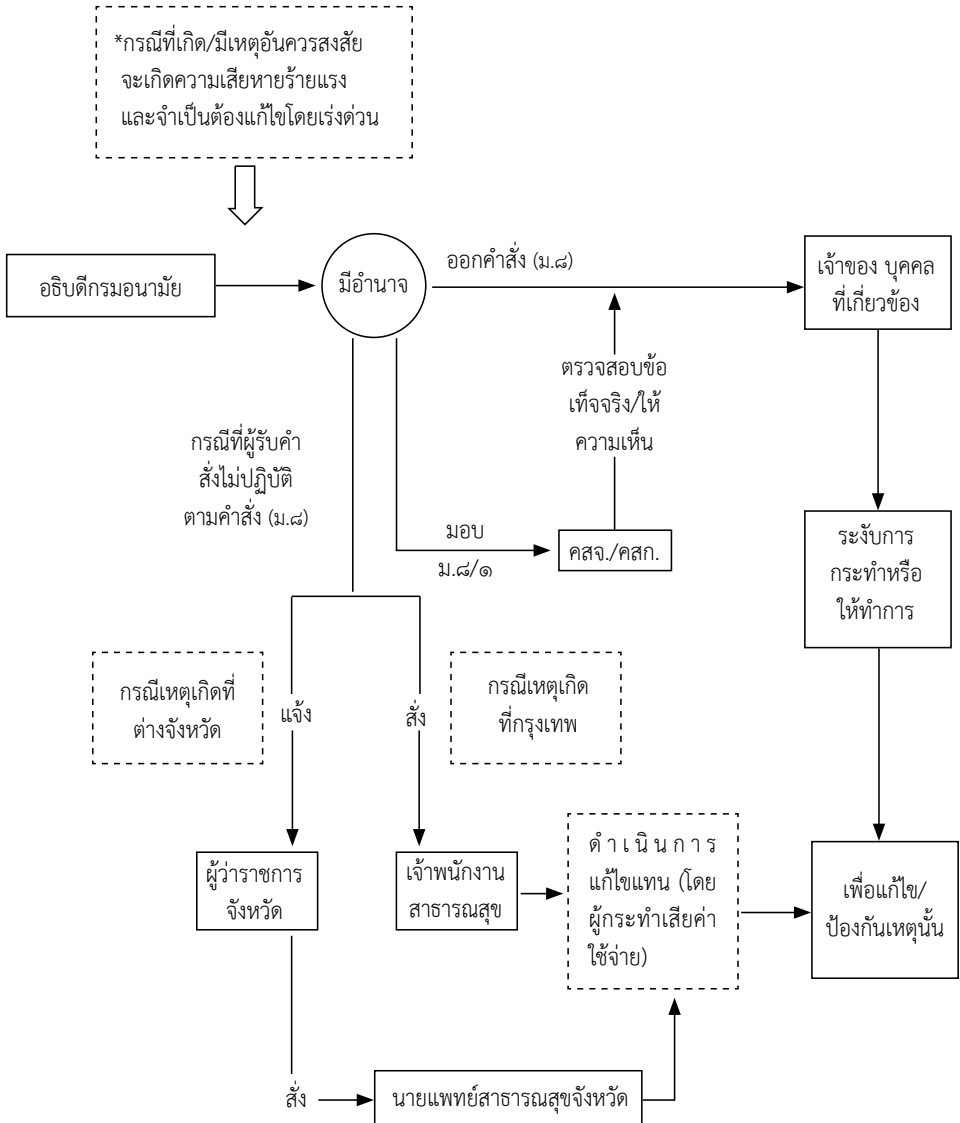 *กรณีที่เกิด/มีเหตุอันควรสงสัย
จะเกิดความเสียหายร้ายแรง
และจำเป็นต้องแก้ไขโดยเร่งด่วน
อธิบดีกรมอนามัย
มีอำนาจ
ออกคำสั่ง (ม.๘)
เจ้าของ บุคคล
ที่เกี่ยวข้อง
ตรวจสอบข้อ
เท็จจริง/ให้
ความเห็น
กรณีที่ผู้รับคำ
สั่งไม่ปฏิบัติ
ตามคำสั่ง (ม.๘)
มอบ
ม.๘/๑
คสจ./คสก.
ระงับการ
กระทำหรือ
ให้ทำการ
กรณีเหตุเกิดที่
ต่างจังหวัด
แจ้ง
สั่ง
กรณีเหตุเกิด
ที่กรุงเทพ
ผู้ว่าราชการ
จังหวัด
เจ้าพนักงาน
สาธารณสุข
ดำเนินการ
แก้ไขแทน (โดย
ผู้กระทำเสียค่า
ใช้จ่าย)
เพื่อแก้ไข/
ป้องกันเหตุนั้น
สั่ง
นายแพทย์สาธารณสุขจังหวัด